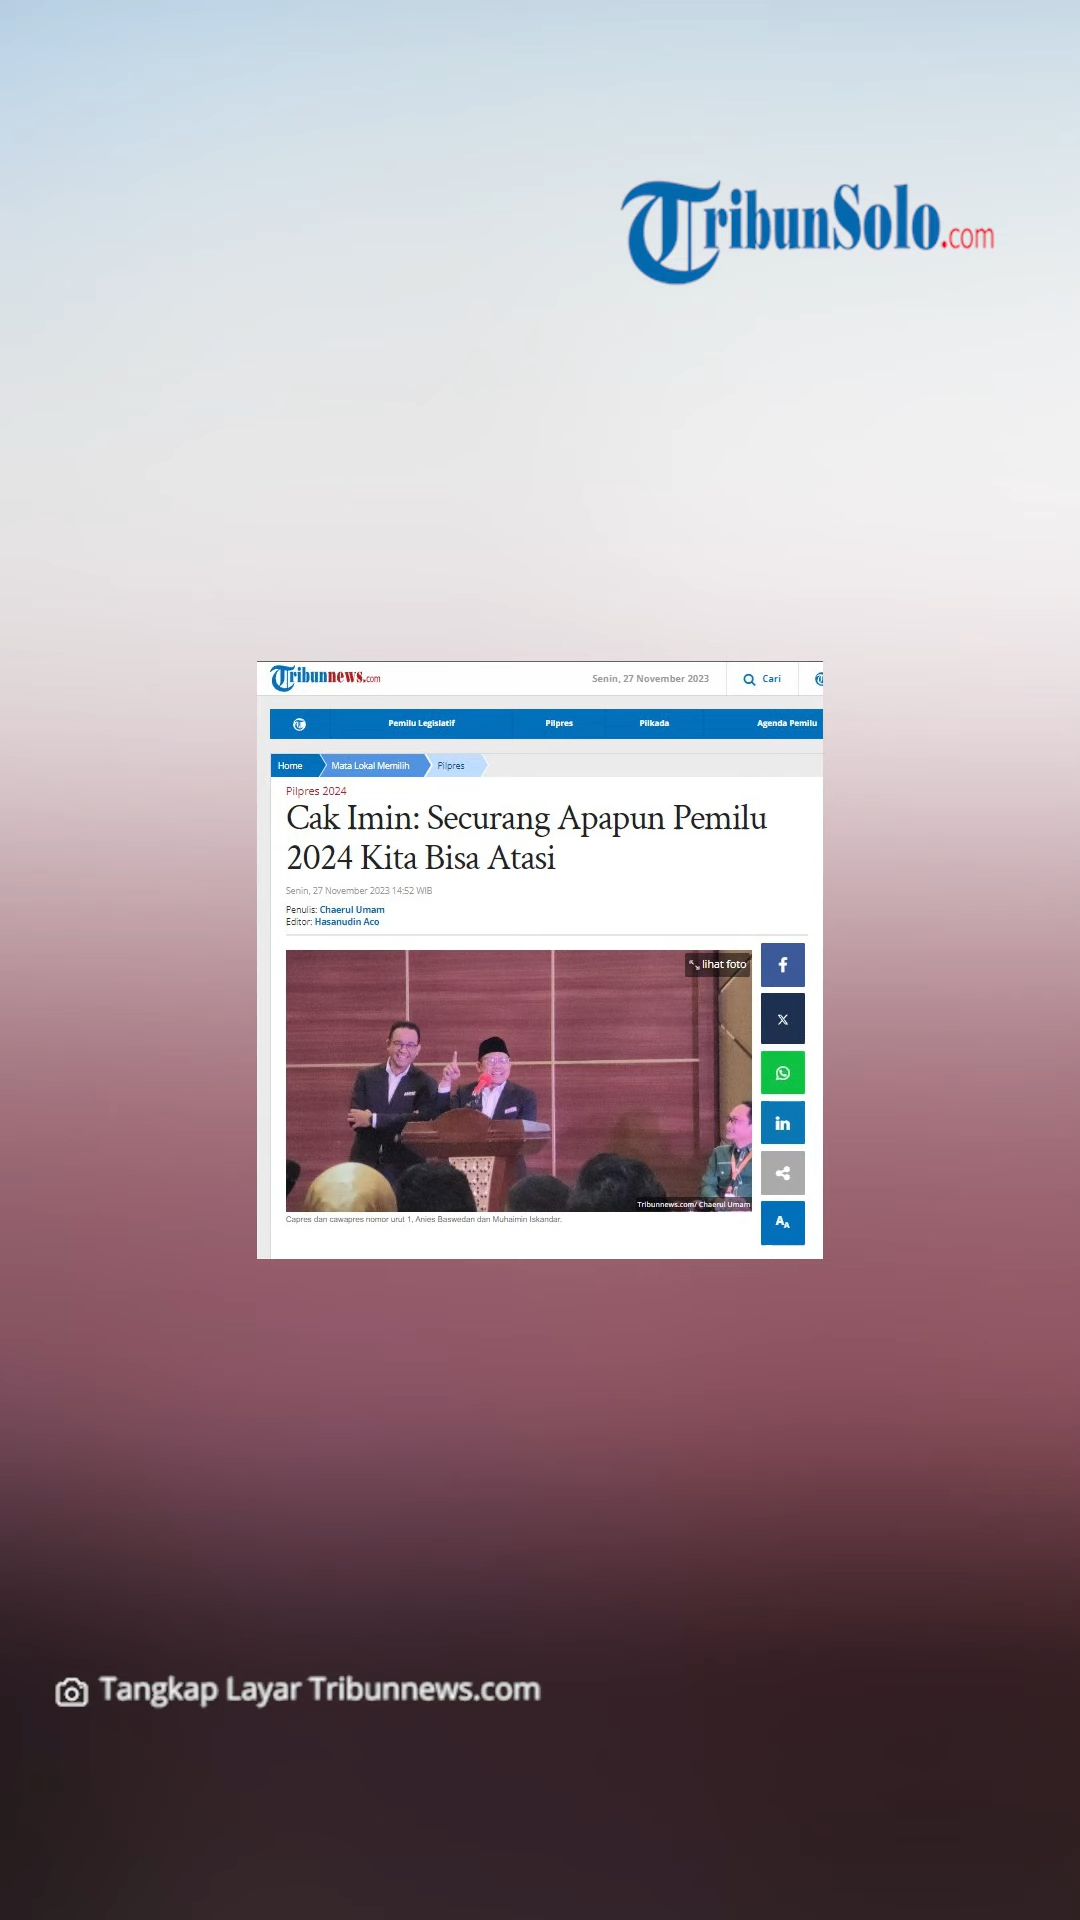 TribunSolo.com
Tribunnews.com
Senin, 27 November 2023
Cari
Pemilu Legislatif
Pilpres
Pilkada
Agenda Pemilu
Home
Mata Lokal Memilih
Pilpres
Pilpres 2024
Cak Imin: Securang Apapun Pemilu
2024 Kita Bisa Atasi
Senin, 27 November 2023 14:52 WIB
Penulis: Chaerul Umam
Editor: Hasanudin Aco
lihat foto
Tribunnews.com/ Chaerul Umam
Capres dan cawapres nomor urut 1, Anies Baswedan dan Muhaimin Iskandar.
Tangkap Layar Tribunnews.com